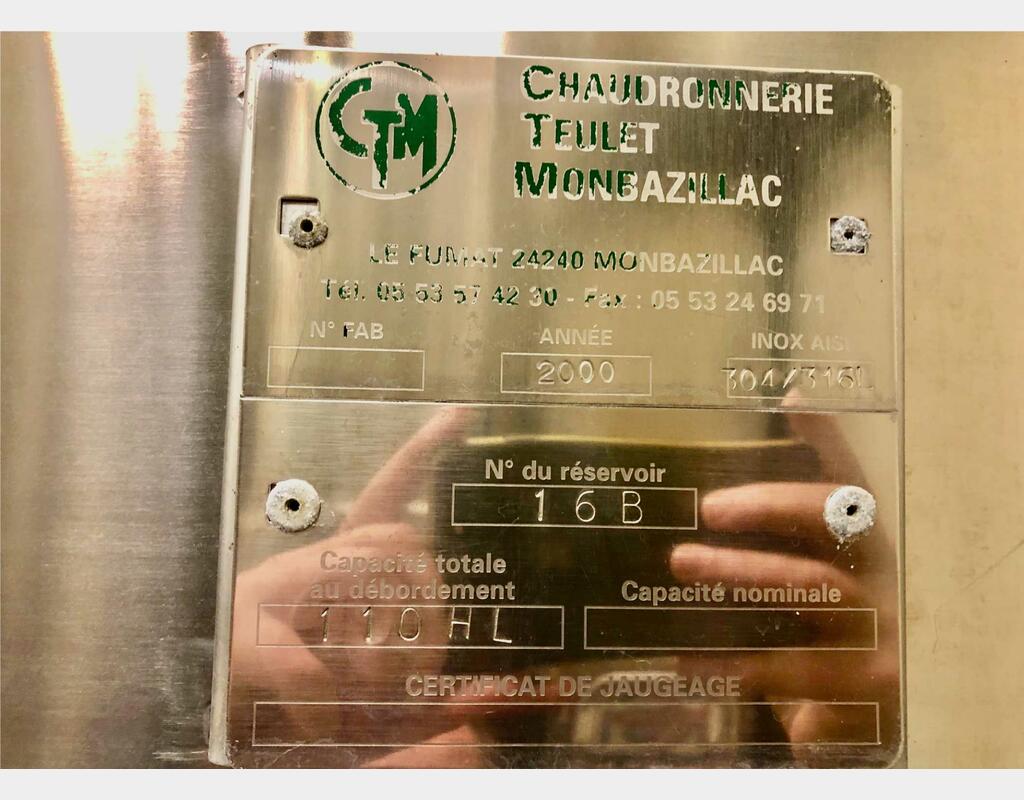 CTM
CHAUDRONNERIE
TEULET
MONBAZILLAC
LE FUMAT 24240 MONBAZILLAC
Tél. 05 53 57 42 30 - Fax : 05 53 24 69 71
N° FAB
ANNÉE
2000
INOX AISI
304/316L
N° du réservoir
16B
Capacité totale
au débordement
110HL
Capacité nominale
CERTIFICAT DE JAUGEAGE